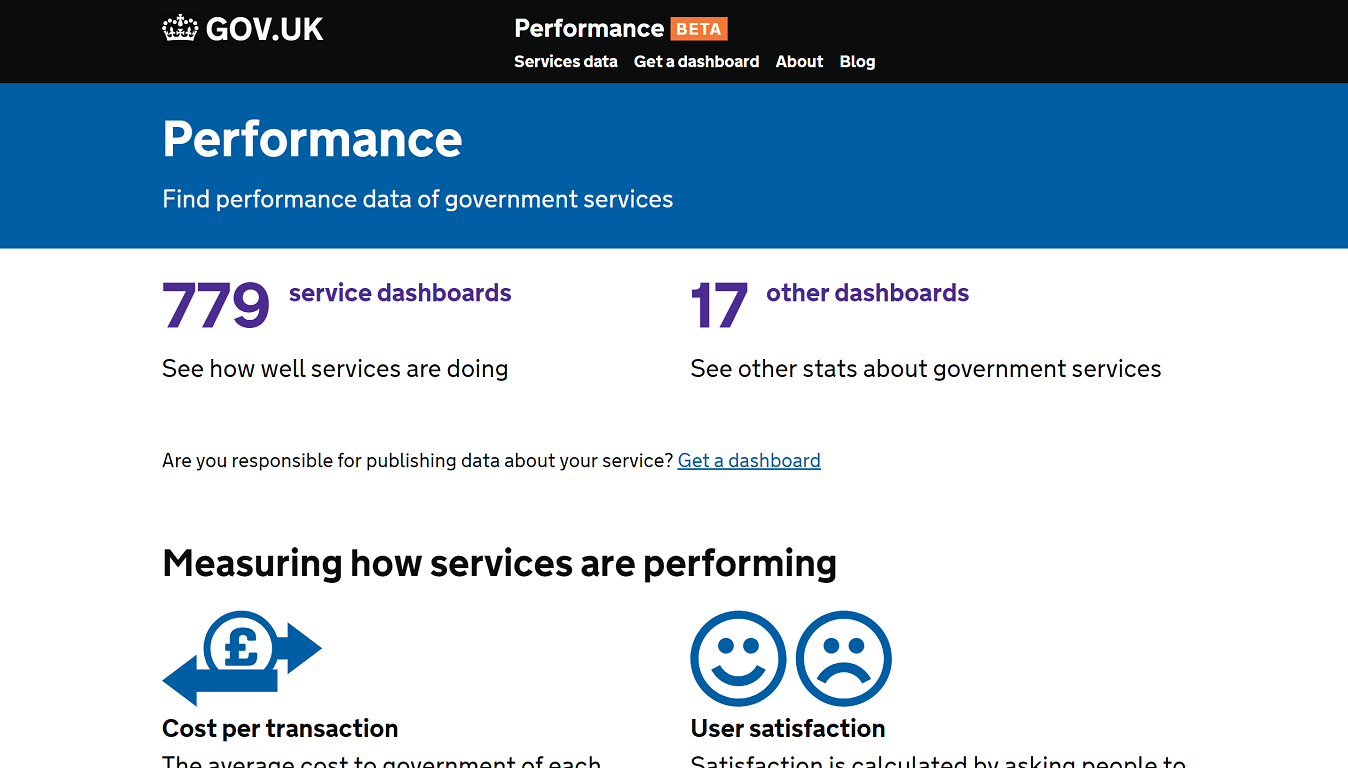 GOV.UK
Performance BETA
Services data Get a dashboard About Blog
Performance
Find performance data of government services
779 service dashboards
See how well services are doing
17 other dashboards
See other stats about government services
Are you responsible for publishing data about your service? Get a dashboard
Measuring how services are performing
£
Cost per transaction
The average cost to government of each
User satisfaction
Satisfaction is calculated by asking people to